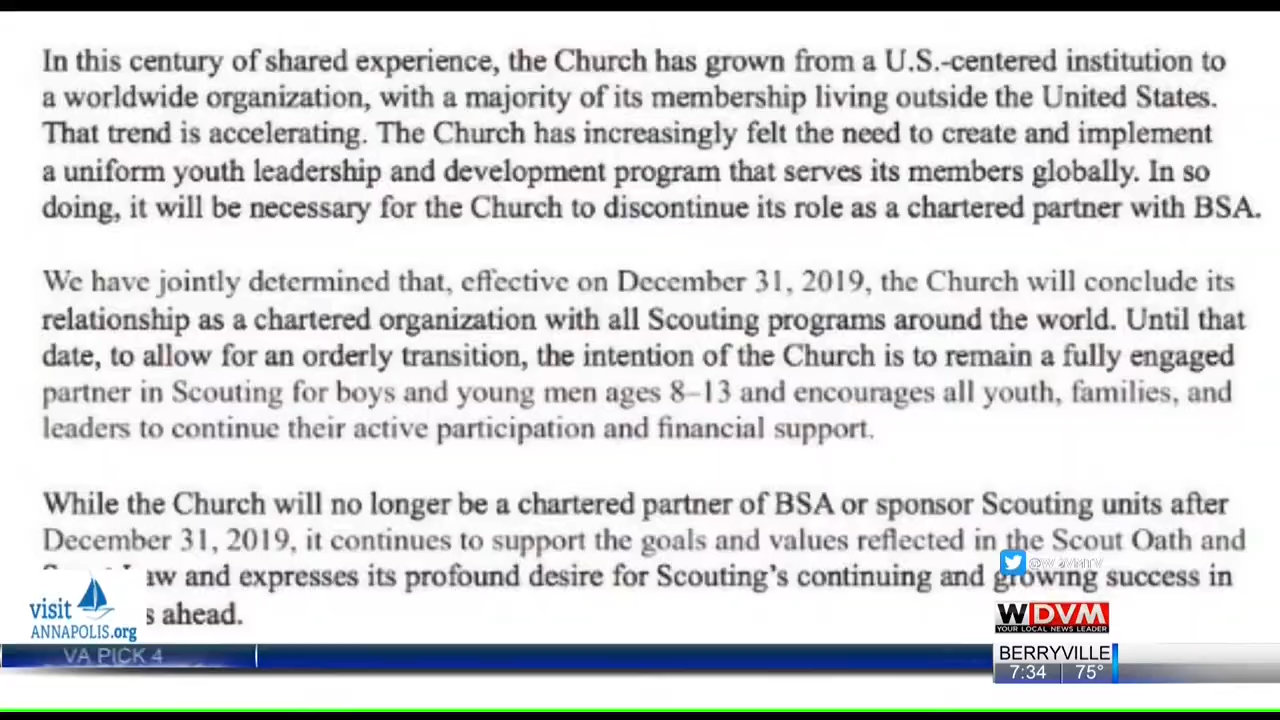 In this century of shared experience, the Church has grown from a U.S.-centered institution to
a worldwide organization, with a majority of its membership living outside the United States.
That trend is accelerating. The Church has increasingly felt the need to create and implement
a uniform youth leadership and development program that serves its members globally. In so
doing, it will be necessary for the Church to discontinue its role as a chartered partner with BSA.
We have jointly determined that, effective on December 31, 2019, the Church will conclude its
relationship as a chartered organization with all Scouting programs around the world. Until that
date, to allow for an orderly transition, the intention of the Church is to remain a fully engaged
partner in Scouting for boys and young men ages 8–13 and encourages all youth, families, and
leaders to continue their active participation and financial support.
While the Church will no longer be a chartered partner of BSA or sponsor Scouting units after
December 31, 2019, it continues to support the goals and values reflected in the Scout Oath and
aw and expresses its profound desire for Scouting's continuing and growing success in
s ahead.
visit
ANNAPOLIS.org
@WDVMTV
WDVM
YOUR LOCAL NEWS LEADER
VA PICK 4
BERRYVILLE
7:34 75°